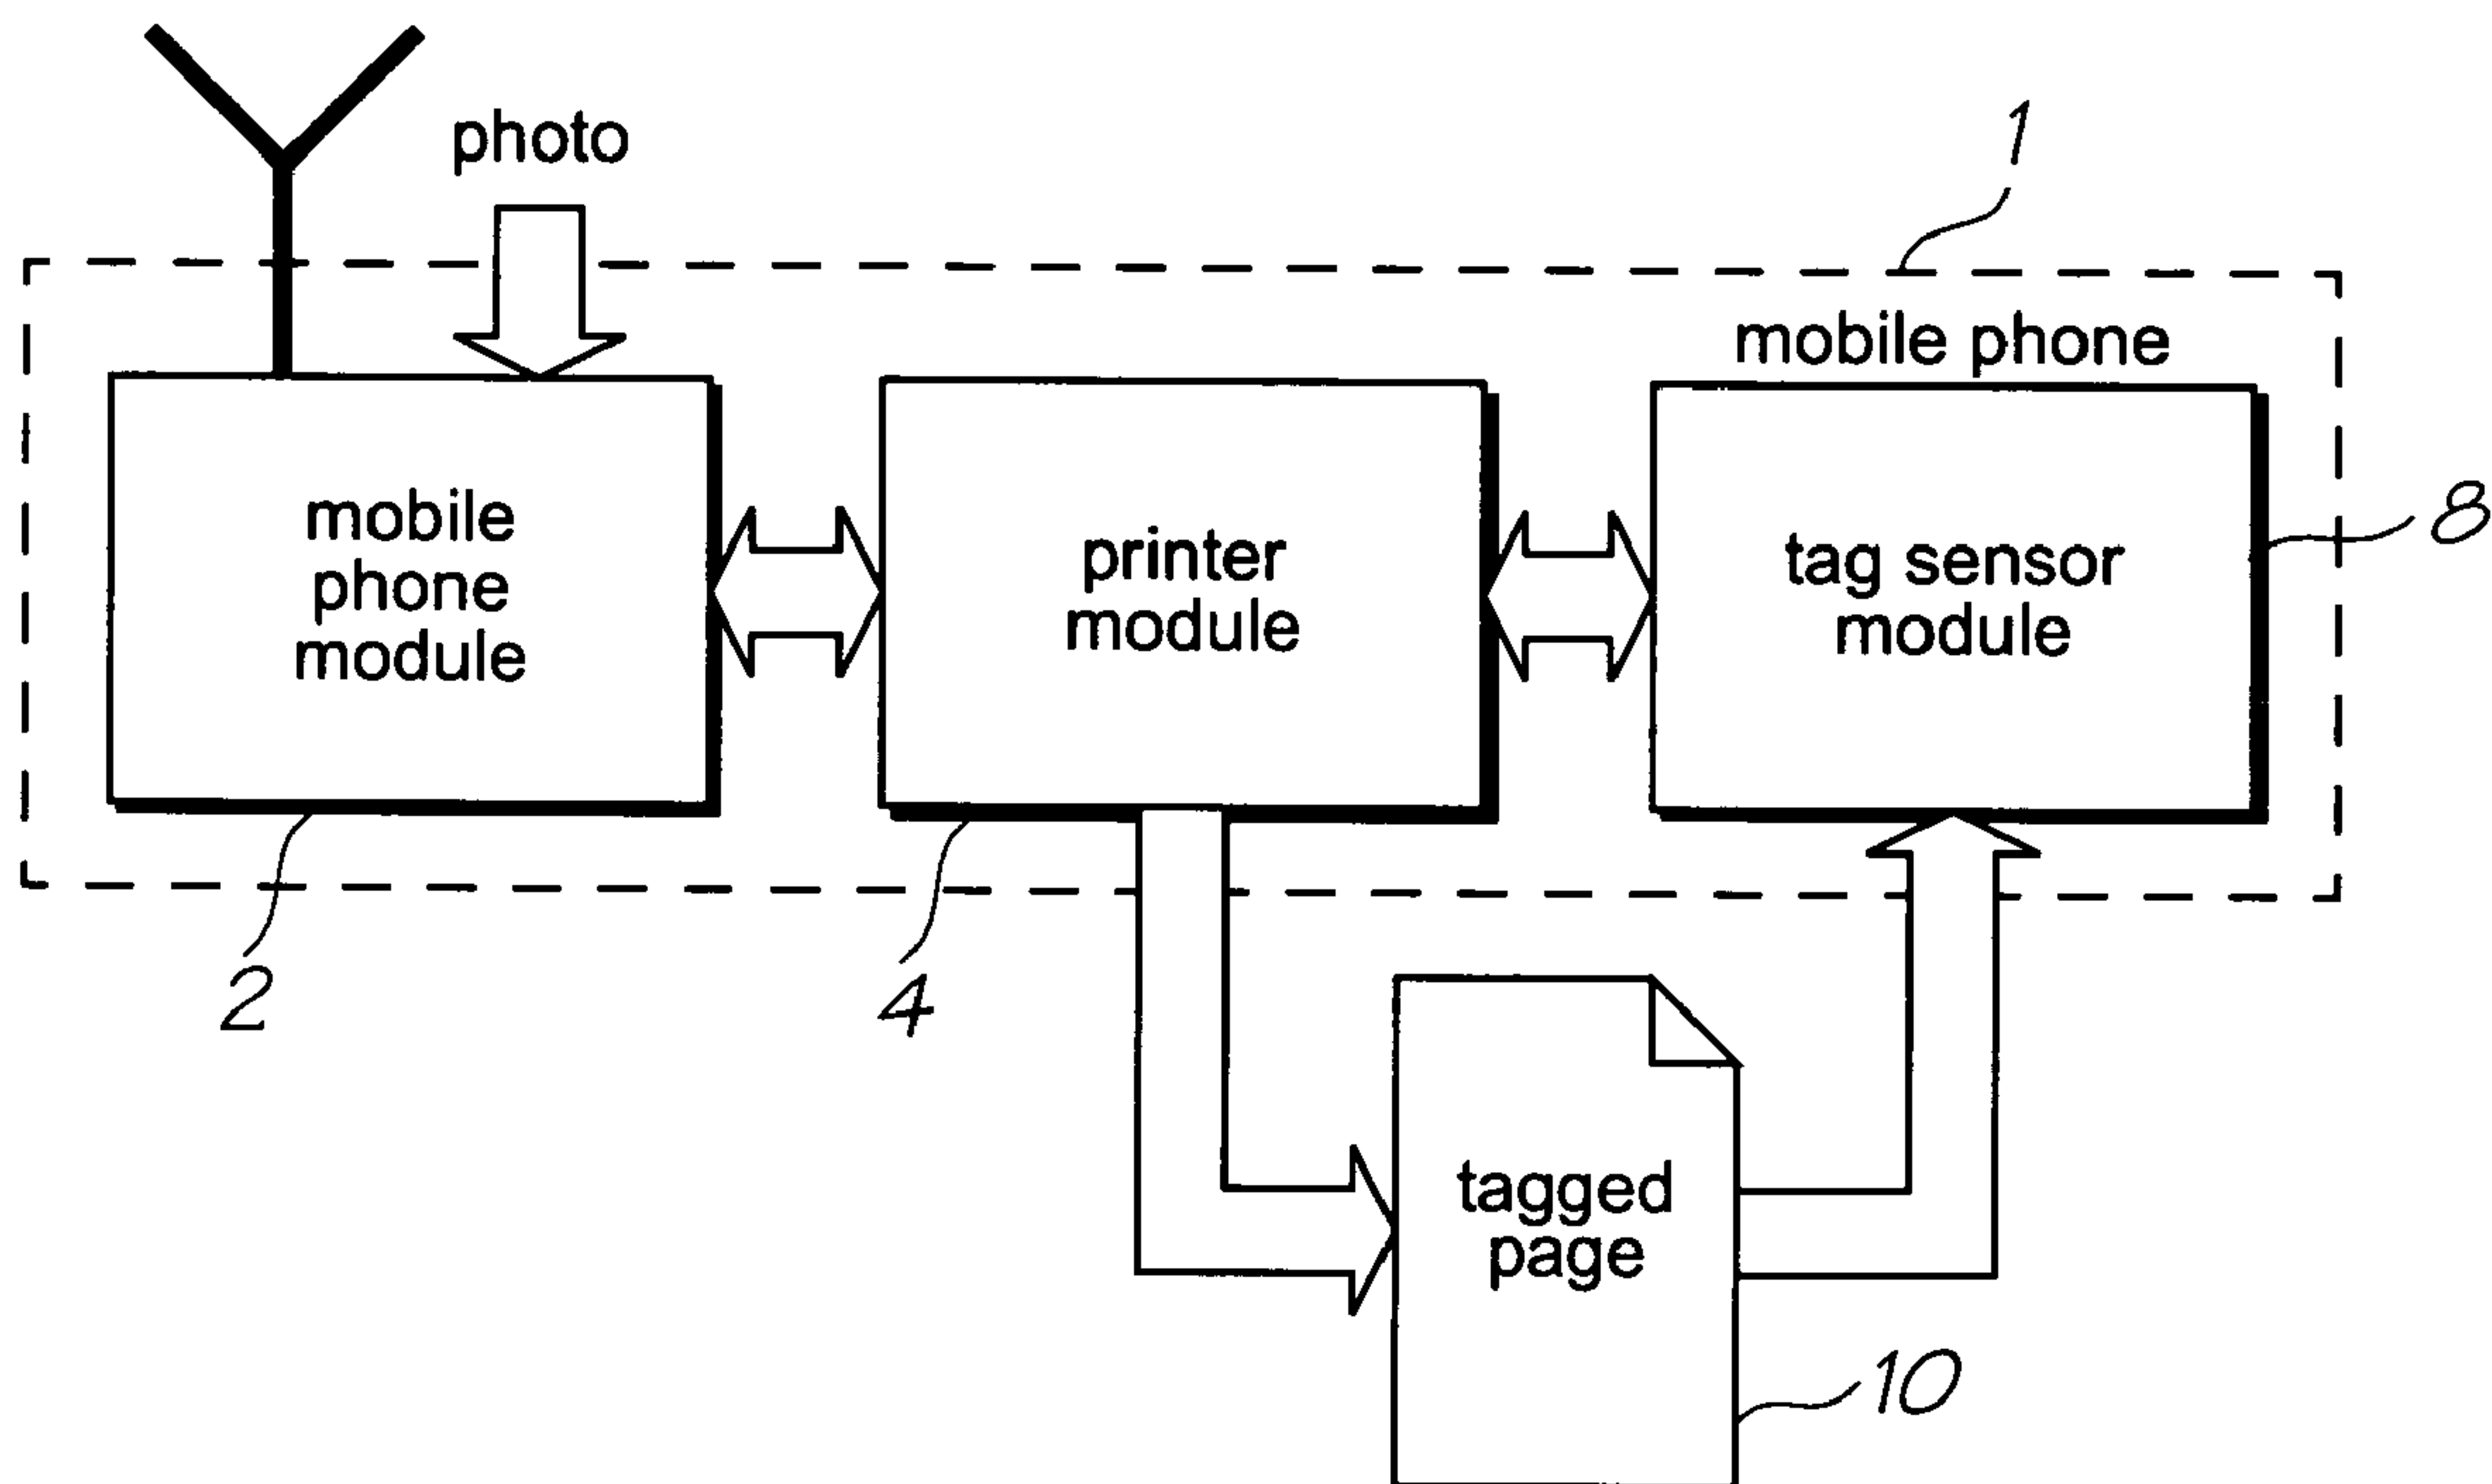 photo
1
mobile phone
mobile
phone
module
printer
module
tag sensor
module
8
2
4
tagged
page
10